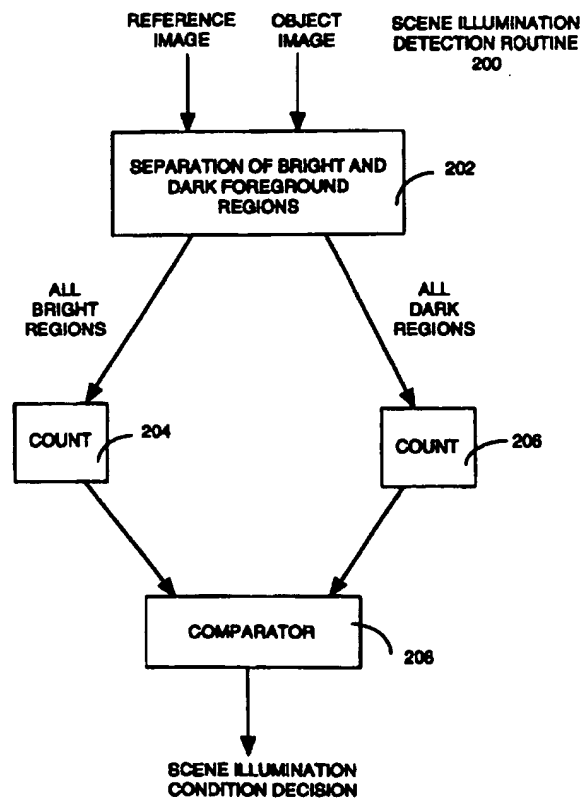 REFERENCE IMAGE
OBJECT IMAGE
SCENE ILLUMINATION
DETECTION ROUTINE
200
SEPARATION OF BRIGHT AND
DARK FOREGROUND
REGIONS
202
ALL
BRIGHT
REGIONS
ALL
DARK
REGIONS
COUNT
204
COUNT
206
COMPARATOR
208
SCENE ILLUMINATION
CONDITION DECISION